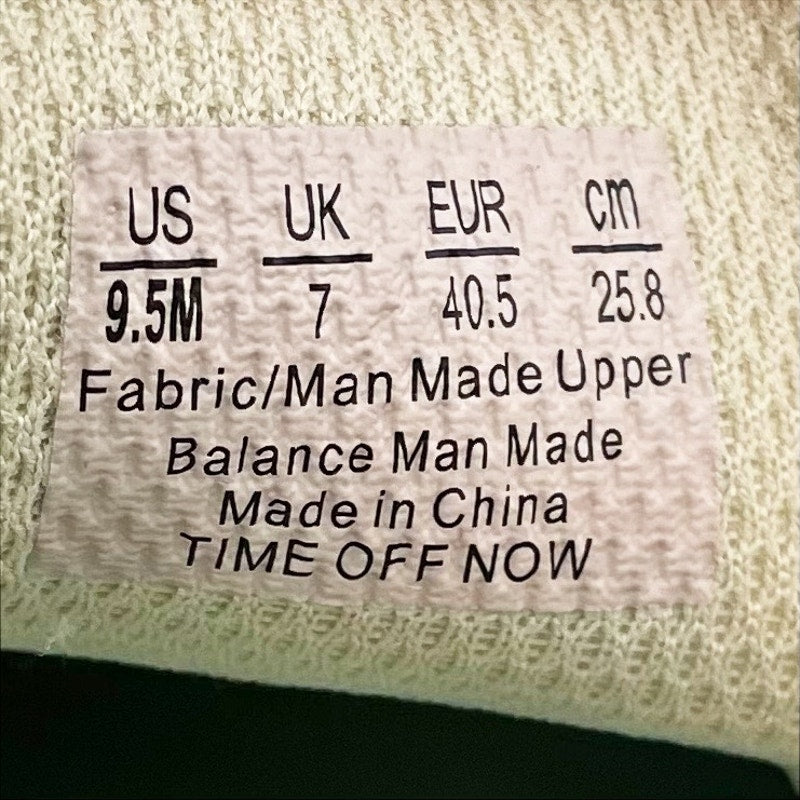 US UK EUR cm
9.5M 7 40.5 25.8
Fabric/Man Made Upper
Balance Man Made
Made in China
TIME OFF NOW